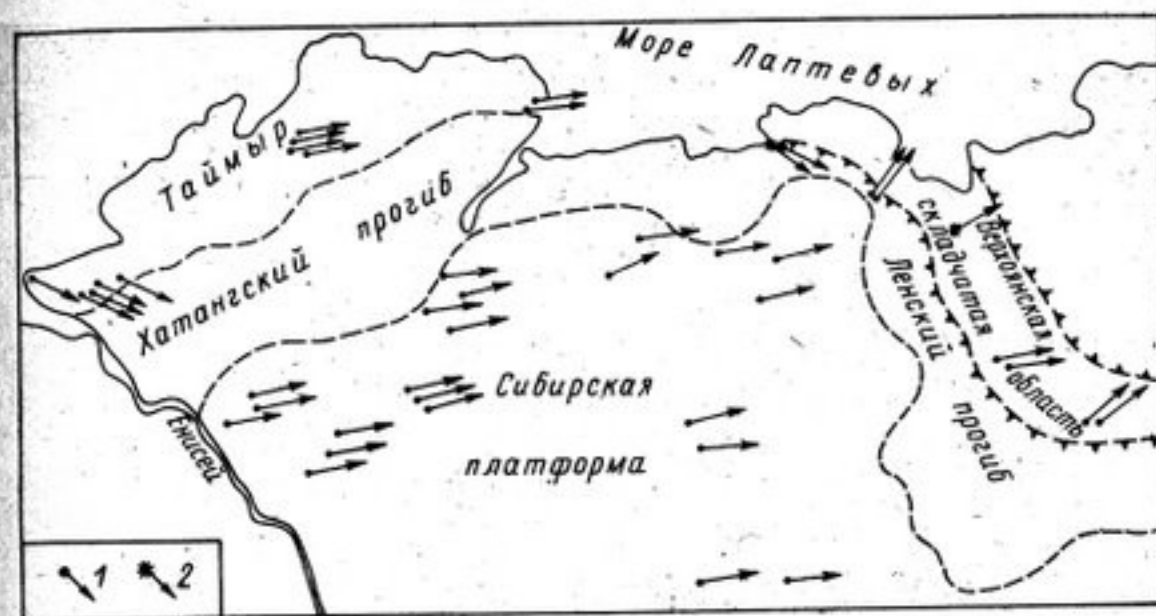 Море Лаптевых
Таймыр
Хатангский прогиб
Енисей
Сибирская
платформа
Ленский прогиб
Верхоянская
складчатая
область
1 2